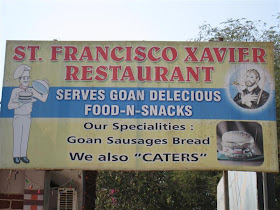 ST. FRANCISCO XAVIER
RESTAURANT
SERVES GOAN DELECIOUS
FOOD-N-SNACKS
Our Specialities :
Goan Sausages Bread
We also "CATERS"